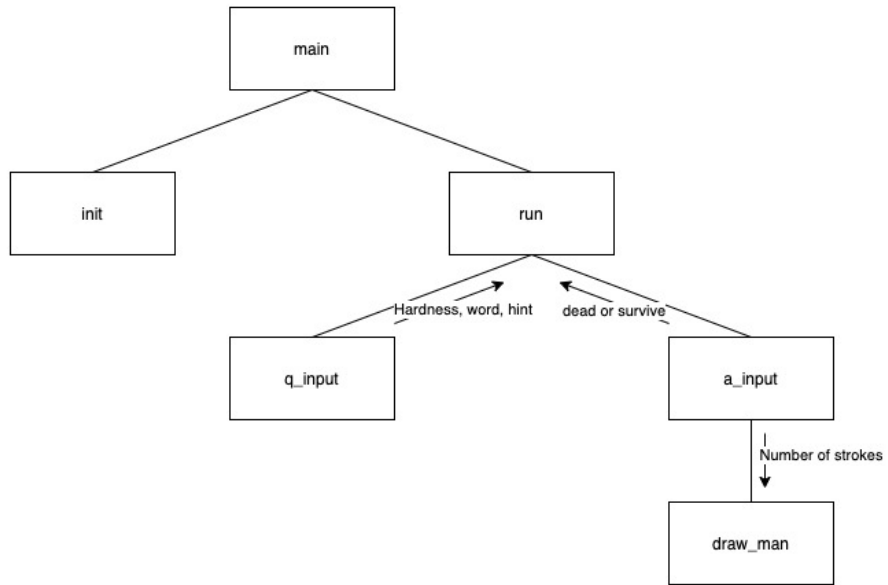 main
init
run
Hardness, word, hint
dead or survive
q_input
a_input
Number of strokes
draw_man